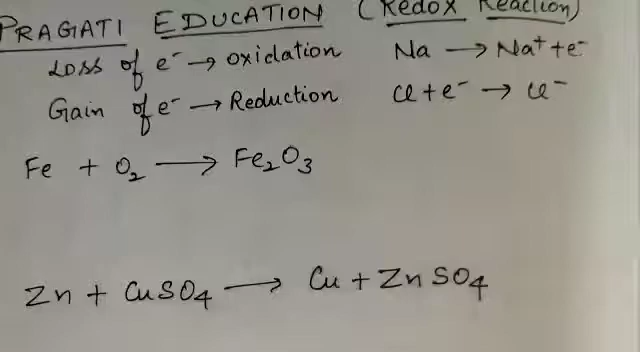 PRAGATI EDUCATION (Redox Reaction)
Loss of e⁻ → oxidation Na → Na⁺ + e⁻
Gain of e⁻ → Reduction Cl + e⁻ → Cl⁻
Fe + O₂ → Fe₂O₃
Zn + CuSO₄ → Cu + ZnSO₄